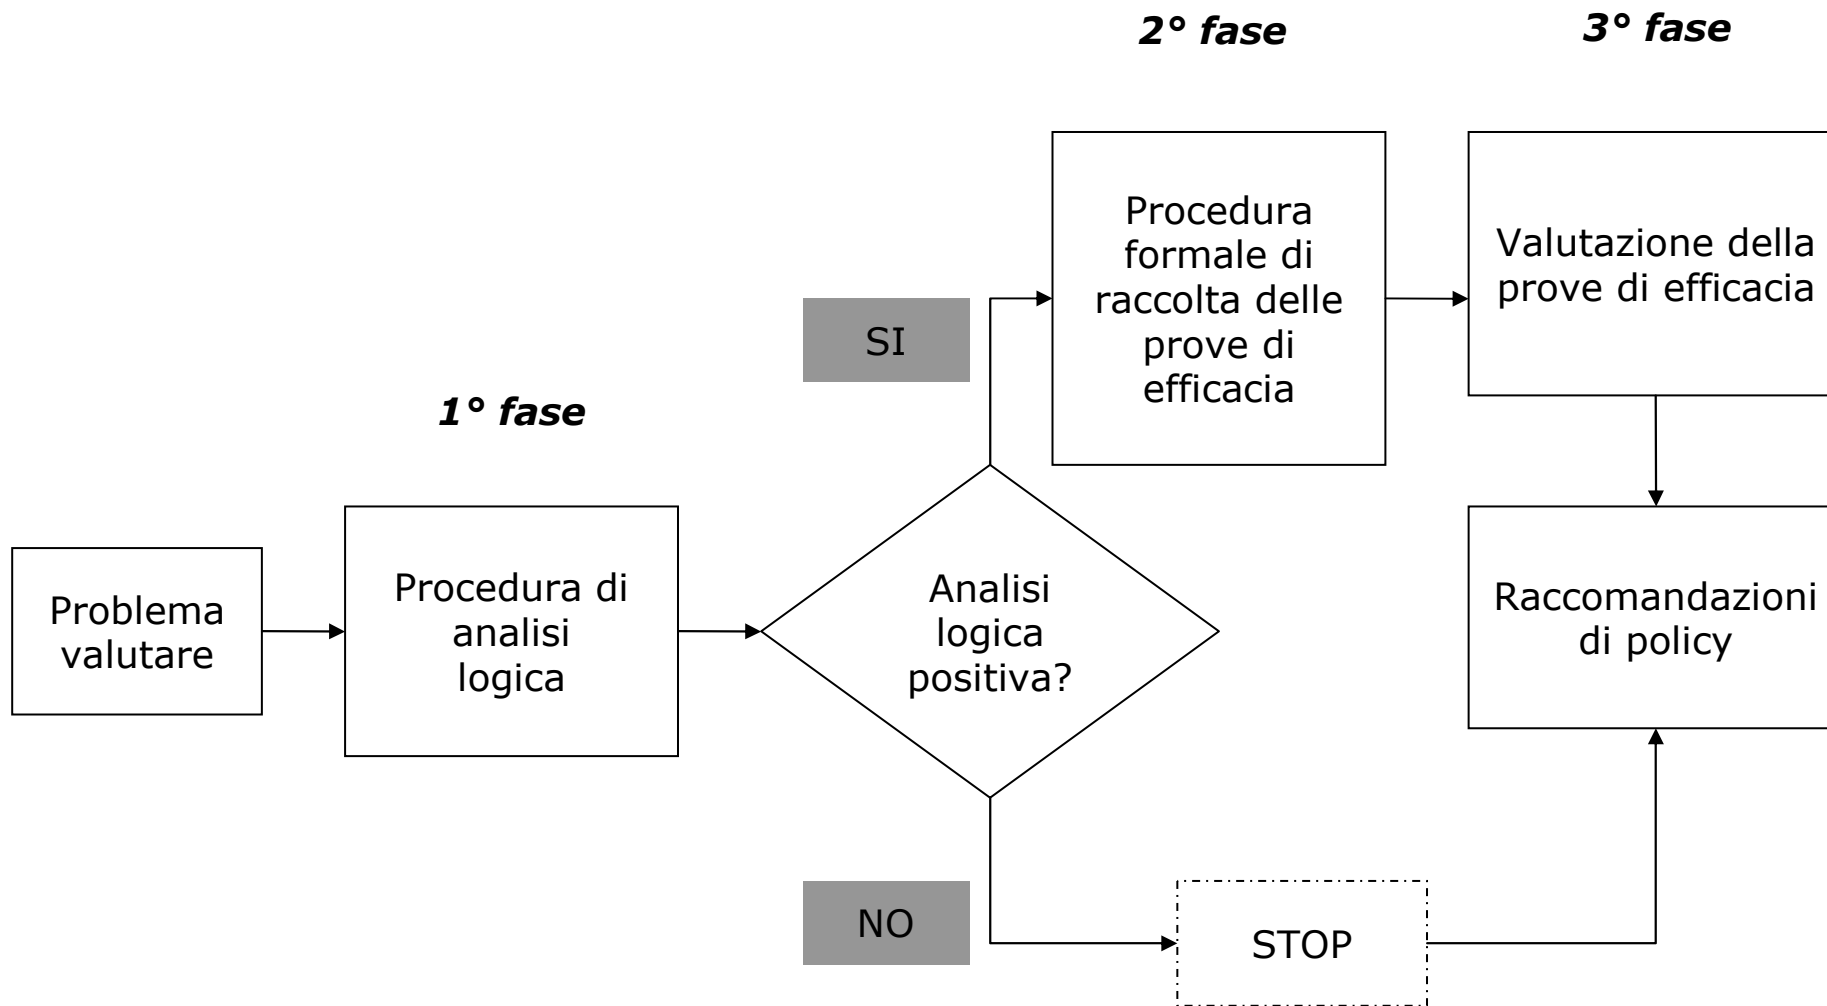 2° fase
3° fase
Procedura
formale di
raccolta delle
prove di
efficacia
Valutazione della
prove di efficacia
SI
1° fase
Problema
valutare
Procedura di
analisi
logica
Analisi
logica
positiva?
Raccomandazioni
di policy
NO
STOP